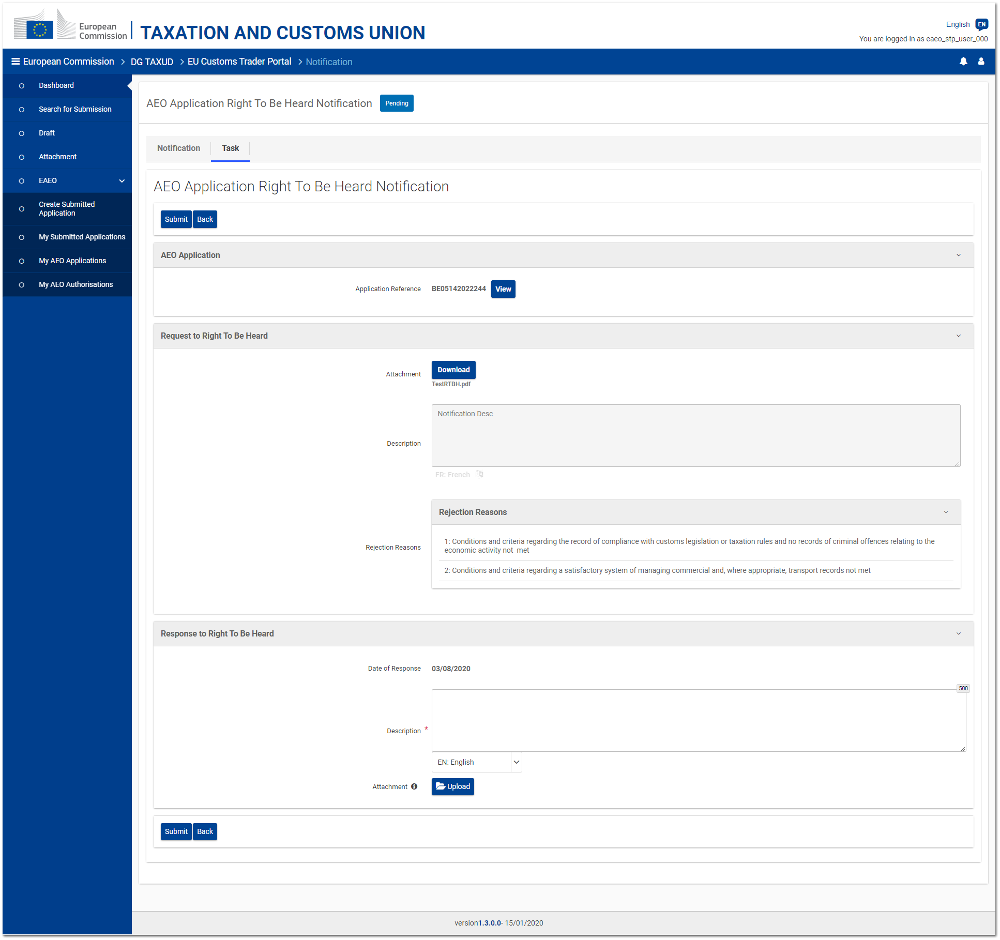 European
Commission
TAXATION AND CUSTOMS UNION
English EN
You are logged-in as eaeo_stp_user_000
European Commission > DG TAXUD > EU Customs Trader Portal > Notification
Dashboard
Search for Submission
Draft
Attachment
EAEO
Create Submitted
Application
My Submitted Applications
My AEO Applications
My AEO Authorisations
AEO Application Right To Be Heard Notification Pending
Notification Task
AEO Application Right To Be Heard Notification
Submit Back
AEO Application
Application Reference BE05142022244 View
Request to Right To Be Heard
Attachment Download
TestRTBH.pdf
Notification Desc
Description
FR: French
Rejection Reasons
Rejection Reasons
1: Conditions and criteria regarding the record of compliance with customs legislation or taxation rules and no records of criminal offences relating to the
economic activity not  met
2: Conditions and criteria regarding a satisfactory system of managing commercial and, where appropriate, transport records not met
Response to Right To Be Heard
Date of Response 03/08/2020
500
Description *
EN: English
Attachment Upload
Submit Back
version1.3.0.0- 15/01/2020